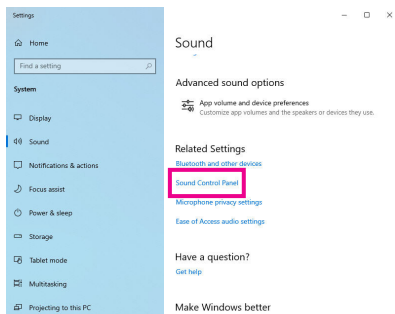 Settings
Home
Find a setting
System
Display
Sound
Notifications & actions
Focus assist
Power & sleep
Storage
Tablet mode
Multitasking
Projecting to this PC
Sound
Advanced sound options
App volume and device preferences
Customize app volumes and the speakers or devices they use.
Related Settings
Bluetooth and other devices
Sound Control Panel
Microphone privacy settings
Ease of Access audio settings
Have a question?
Get help
Make Windows better